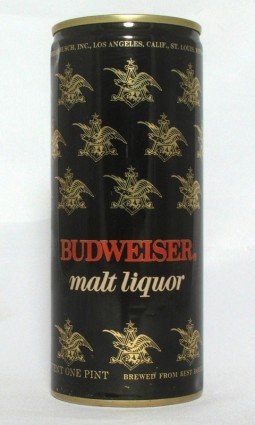 BUSCH, INC., LOS ANGELES, CALIF., ST. LOUIS,
BUDWEISER®
malt liquor
ONE PINT BREWED FROM